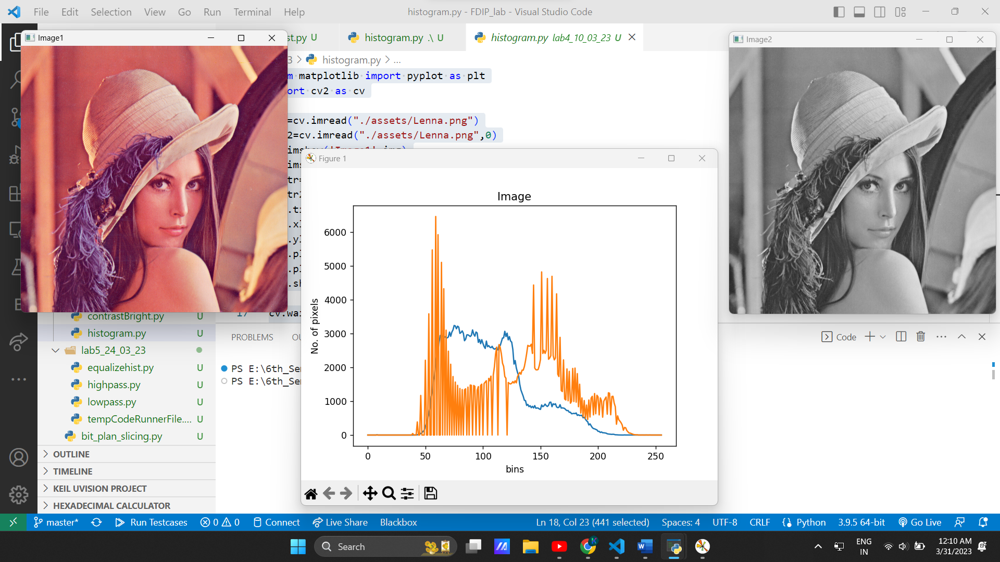 File Edit Selection View Go Run Terminal Help
histogram.py - FDIP_lab - Visual Studio Code
Image1
st.py U
histogram.py .\ U
histogram.py lab4_10_03_23 U
Image2
3 > histogram.py > ...
m matplotlib import pyplot as plt
ort cv2 as cv
=cv.imread("./assets/Lenna.png")
2=cv.imread("./assets/Lenna.png",0)
Figure 1
Image
6000
5000
4000
3000
2000
1000
0
No. of pixels
0 50 100 150 200 250
bins
17 cv.wai
contrastBright.py U
histogram.py U
lab5_24_03_23
equalizehist.py U
highpass.py U
lowpass.py U
tempCodeRunnerFile.... U
bit_plan_slicing.py U
OUTLINE
TIMELINE
KEIL UVISION PROJECT
HEXADECIMAL CALCULATOR
PROBLEMS OU
Code
PS E:\6th_Se
PS E:\6th_Se
master* Run Testcases 0 0 Connect Live Share Blackbox
Ln 18, Col 23 (441 selected) Spaces: 4 UTF-8 CRLF Python 3.9.5 64-bit Go Live
Search
ENG
IN
12:10 AM
3/31/2023